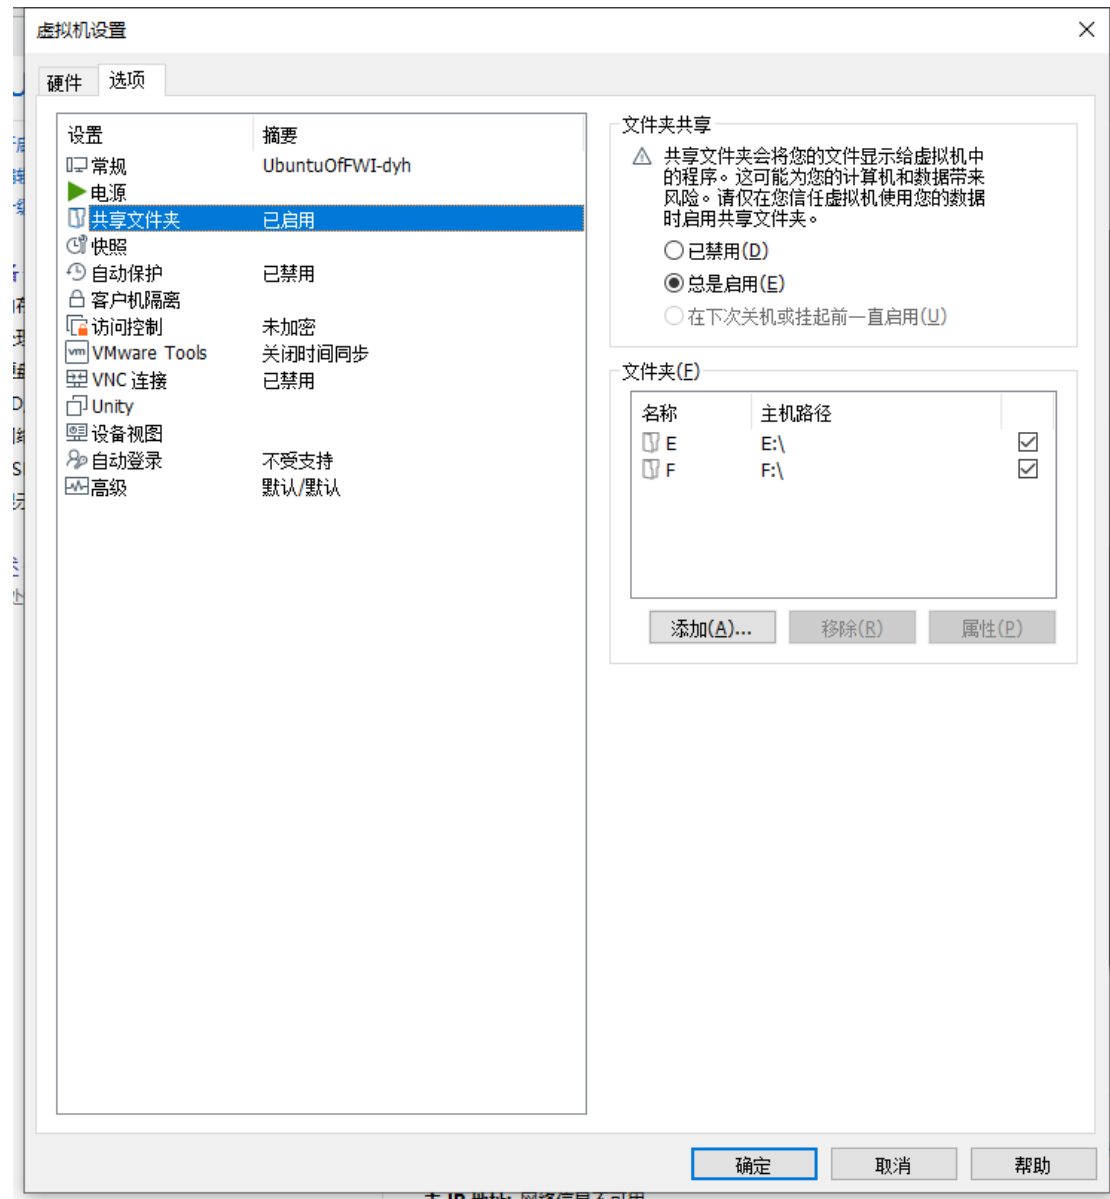 虚拟机设置
硬件 选项
设置 摘要
常规 UbuntuOfFWI-dyh
电源
共享文件夹 已启用
快照
自动保护 已禁用
客户机隔离
访问控制 未加密
vm VMware Tools 关闭时间同步
VNC 连接 已禁用
Unity
设备视图
自动登录 不受支持
高级 默认/默认
文件夹共享
共享文件夹会将您的文件显示给虚拟机中
的程序。这可能为您的计算机和数据带来
风险。请仅在您信任虚拟机使用您的数据
时启用共享文件夹。
已禁用(D)
总是启用(E)
在下次关机或挂起前一直启用(U)
文件夹(F)
名称 主机路径
E E:\
F F:\
添加(A)... 移除(R) 属性(P)
确定 取消 帮助